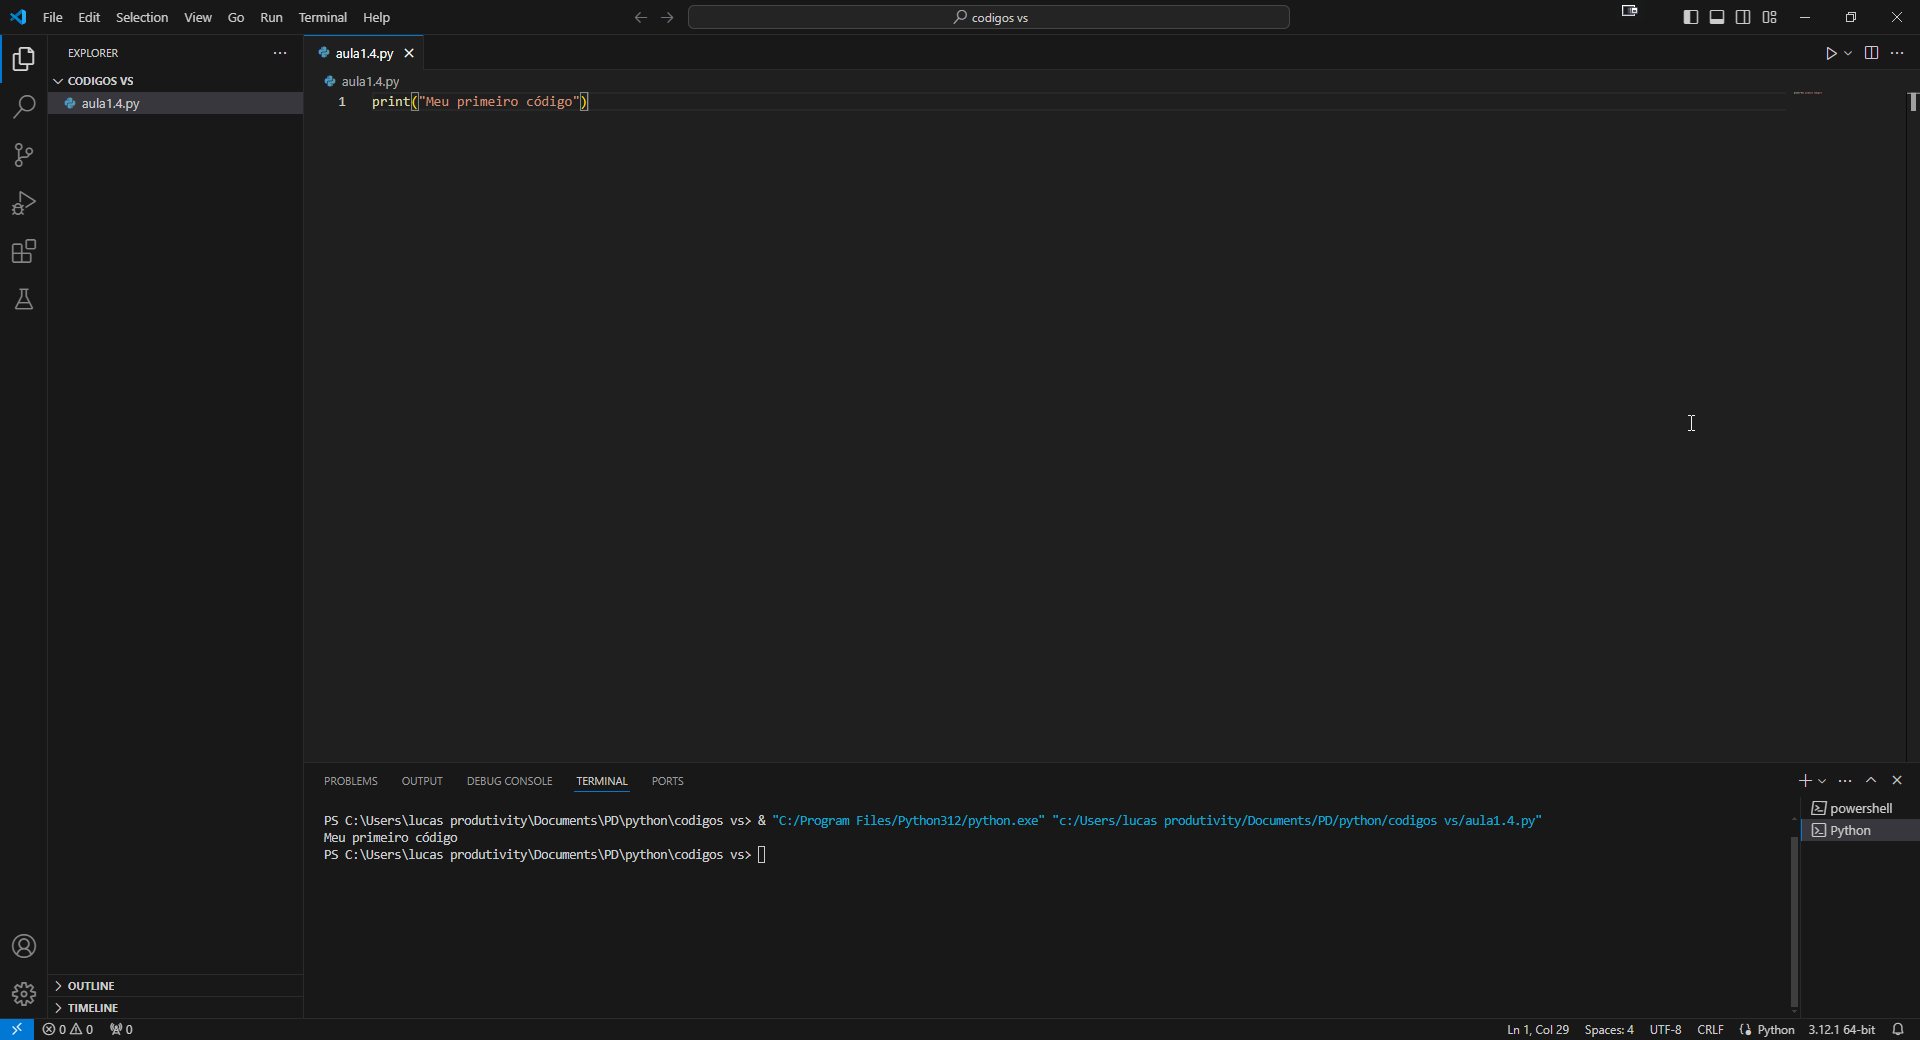 File Edit Selection View Go Run Terminal Help
codigos vs
EXPLORER
CODIGOS VS
aula1.4.py
aula1.4.py
aula1.4.py
1 print("Meu primeiro código")
PROBLEMS OUTPUT DEBUG CONSOLE TERMINAL PORTS
PS C:\Users\lucas produtivity\Documents\PD\python\codigos vs> & "C:/Program Files/Python312/python.exe" "c:/Users/lucas produtivity/Documents/PD/python/codigos vs/aula1.4.py"
Meu primeiro código
PS C:\Users\lucas produtivity\Documents\PD\python\codigos vs>
powershell
Python
OUTLINE
TIMELINE
0 0 0
Ln 1, Col 29 Spaces: 4 UTF-8 CRLF Python 3.12.1 64-bit